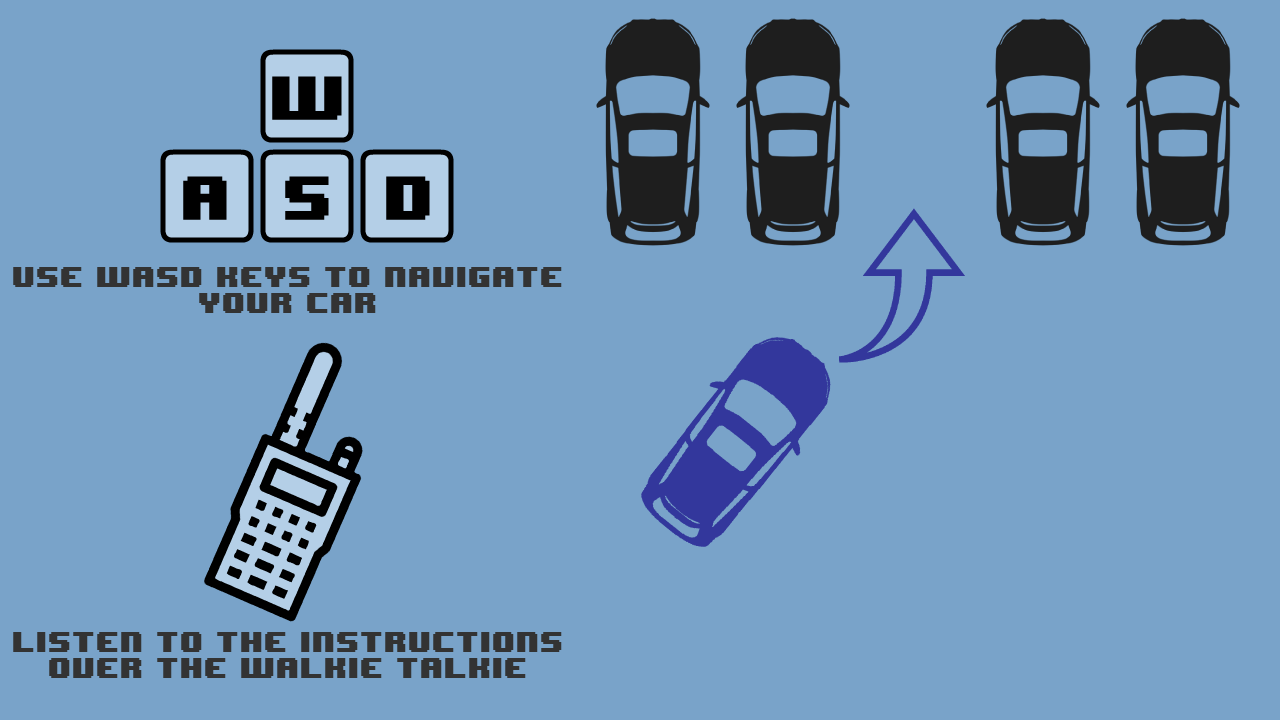 W
A S D
USE WASD KEYS TO NAVIGATE
YOUR CAR
LISTEN TO THE INSTRUCTIONS
OVER THE WALKIE TALKIE